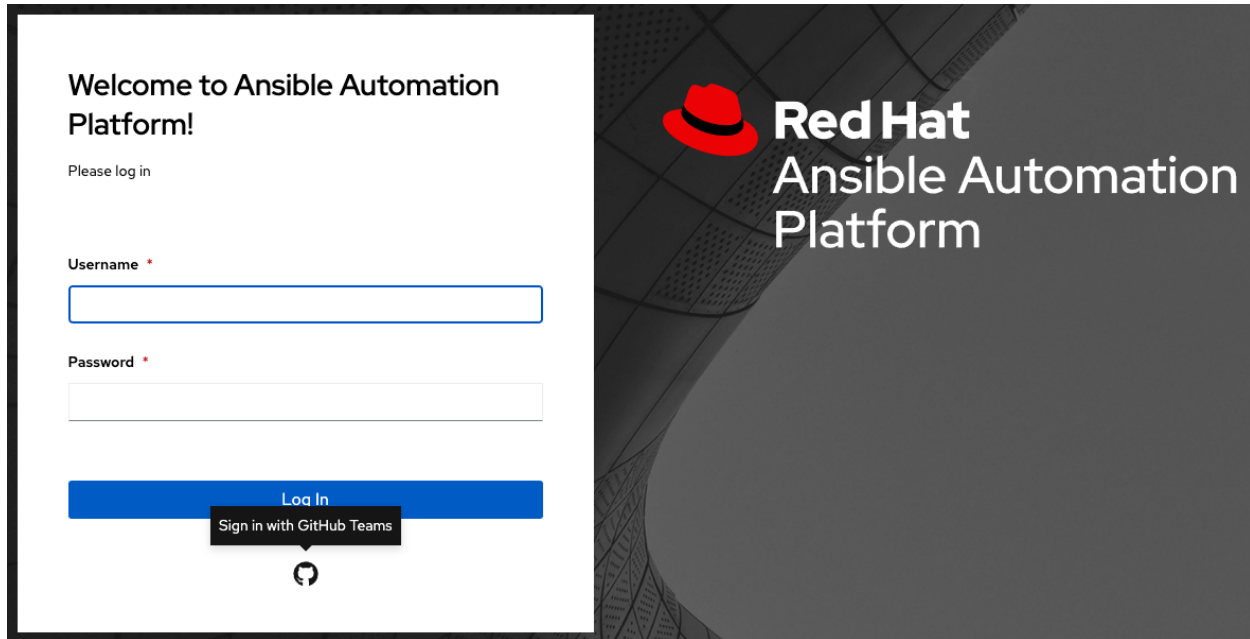 Welcome to Ansible Automation
Platform!
Please log in
Username *
Password *
Log In
Sign in with GitHub Teams
Red Hat
Ansible Automation
Platform